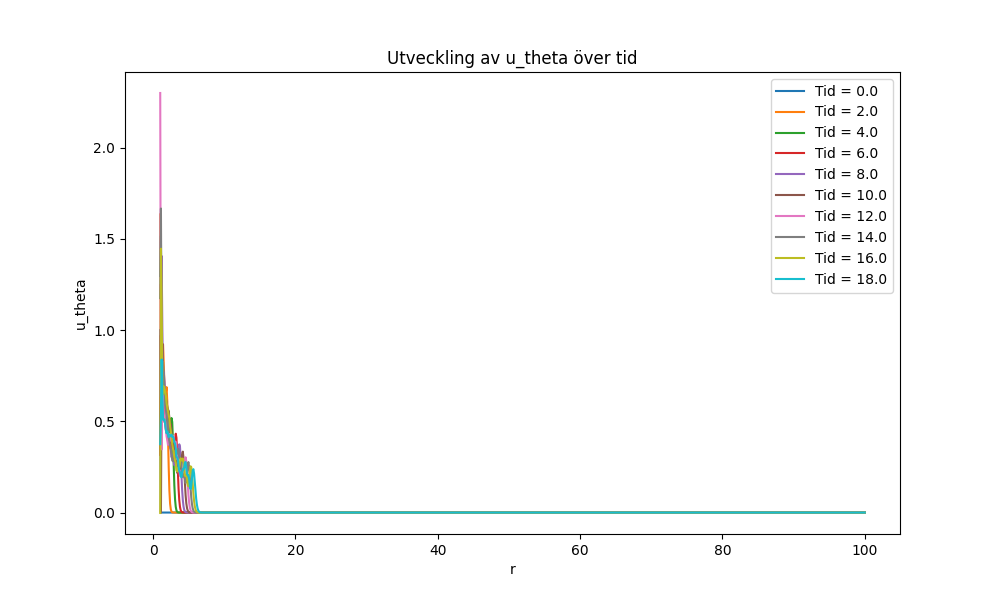 Utveckling av u_theta över tid
2.0
1.5
1.0
0.5
0.0
u_theta
0
20
40
60
80
100
r
Tid = 0.0
Tid = 2.0
Tid = 4.0
Tid = 6.0
Tid = 8.0
Tid = 10.0
Tid = 12.0
Tid = 14.0
Tid = 16.0
Tid = 18.0